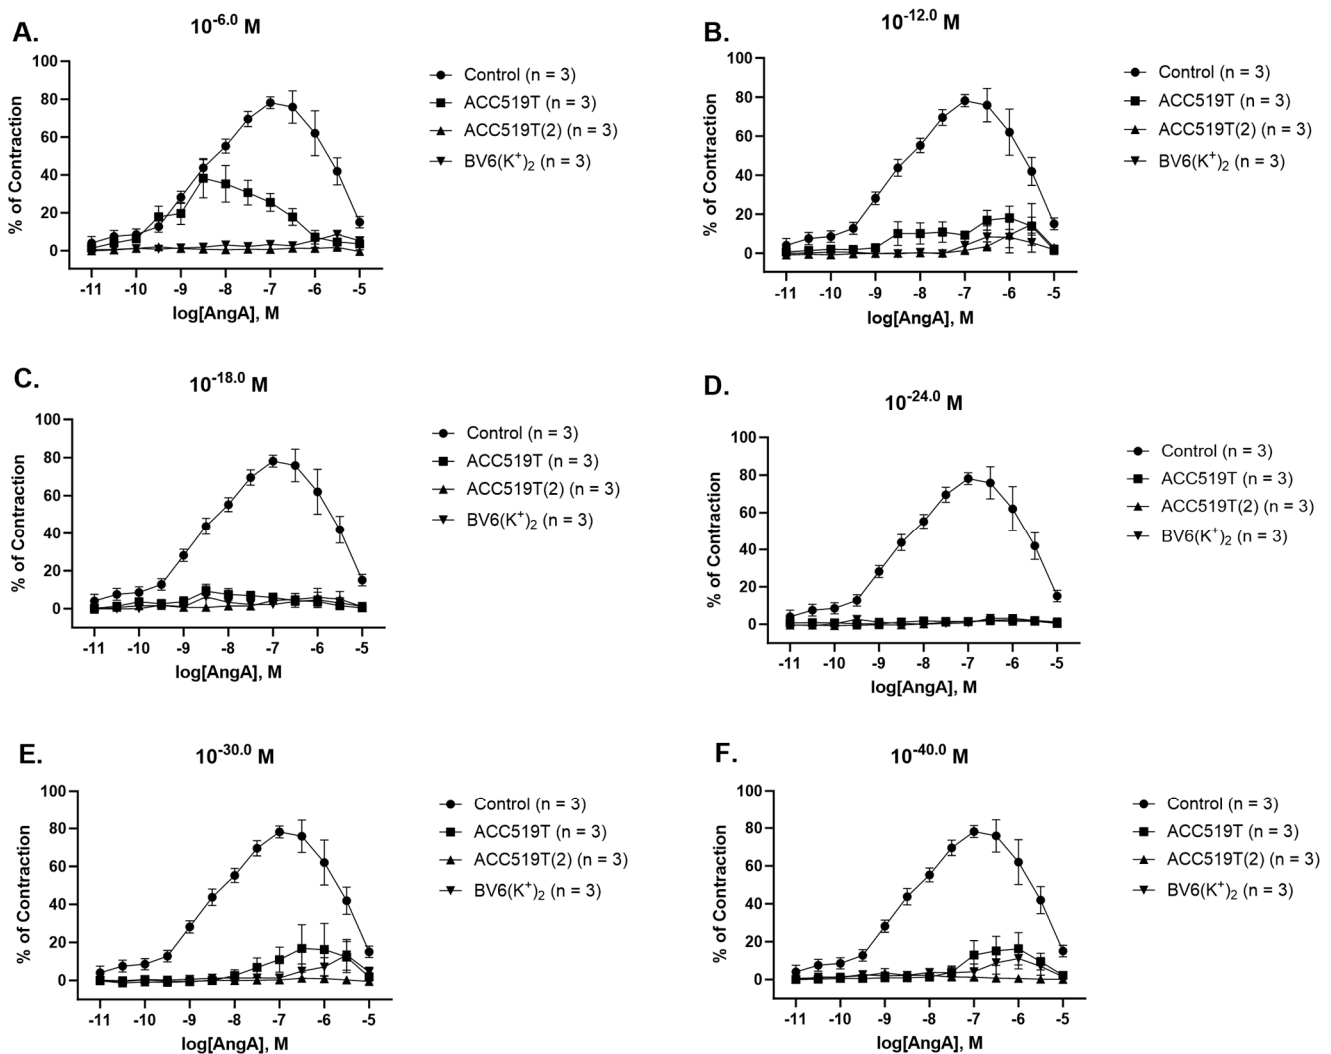 A.
10^-6.0 M
% of Contraction
100
80
60
40
20
0
-11 -10 -9 -8 -7 -6 -5
log[AngA], M
Control (n = 3)
ACC519T (n = 3)
ACC519T(2) (n = 3)
BV6(K⁺)₂ (n = 3)
B.
10^-12.0 M
% of Contraction
100
80
60
40
20
0
-11 -10 -9 -8 -7 -6 -5
log[AngA], M
Control (n = 3)
ACC519T (n = 3)
ACC519T(2) (n = 3)
BV6(K⁺)₂ (n = 3)
C.
10^-18.0 M
% of Contraction
100
80
60
40
20
0
-11 -10 -9 -8 -7 -6 -5
log[AngA], M
Control (n = 3)
ACC519T (n = 3)
ACC519T(2) (n = 3)
BV6(K⁺)₂ (n = 3)
D.
10^-24.0 M
% of Contraction
100
80
60
40
20
0
-11 -10 -9 -8 -7 -6 -5
log[AngA], M
Control (n = 3)
ACC519T (n = 3)
ACC519T(2) (n = 3)
BV6(K⁺)₂ (n = 3)
E.
10^-30.0 M
% of Contraction
100
80
60
40
20
0
-11 -10 -9 -8 -7 -6 -5
log[AngA], M
Control (n = 3)
ACC519T (n = 3)
ACC519T(2) (n = 3)
BV6(K⁺)₂ (n = 3)
F.
10^-40.0 M
% of Contraction
100
80
60
40
20
0
-11 -10 -9 -8 -7 -6 -5
log[AngA], M
Control (n = 3)
ACC519T (n = 3)
ACC519T(2) (n = 3)
BV6(K⁺)₂ (n = 3)